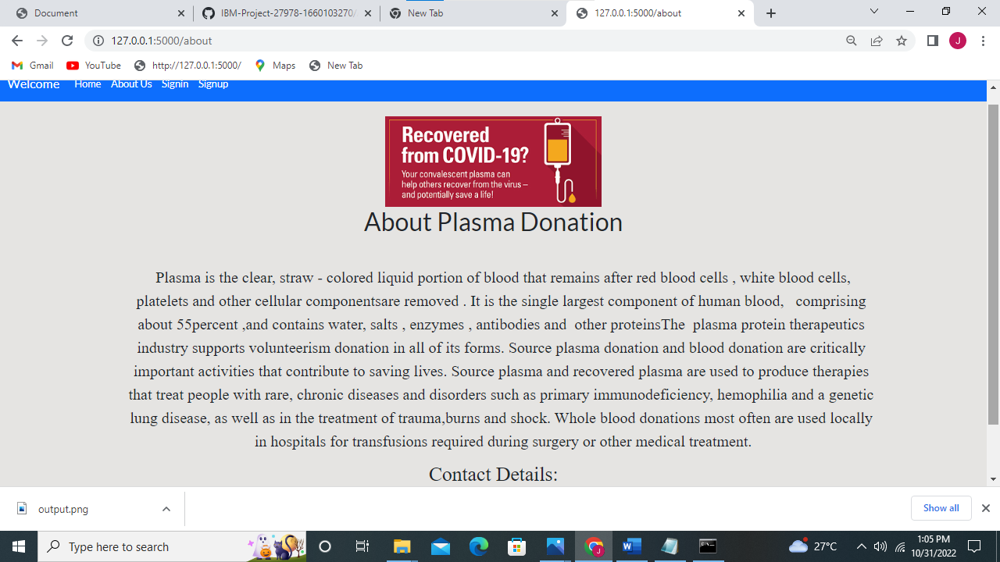 Document
IBM-Project-27978-1660103270/
New Tab
127.0.0.1:5000/about
127.0.0.1:5000/about
J
Gmail
YouTube
http://127.0.0.1:5000/
Maps
New Tab
Welcome Home About Us Signin Signup
Recovered
from COVID-19?
Your convalescent plasma can
help others recover from the virus –
and potentially save a life!
About Plasma Donation
Plasma is the clear, straw - colored liquid portion of blood that remains after red blood cells , white blood cells,
platelets and other cellular componentsare removed . It is the single largest component of human blood, comprising
about 55percent ,and contains water, salts , enzymes , antibodies and other proteinsThe plasma protein therapeutics
industry supports volunteerism donation in all of its forms. Source plasma donation and blood donation are critically
important activities that contribute to saving lives. Source plasma and recovered plasma are used to produce therapies
that treat people with rare, chronic diseases and disorders such as primary immunodeficiency, hemophilia and a genetic
lung disease, as well as in the treatment of trauma,burns and shock. Whole blood donations most often are used locally
in hospitals for transfusions required during surgery or other medical treatment.
Contact Details:
output.png
Show all
Type here to search
27°C
1:05 PM
10/31/2022